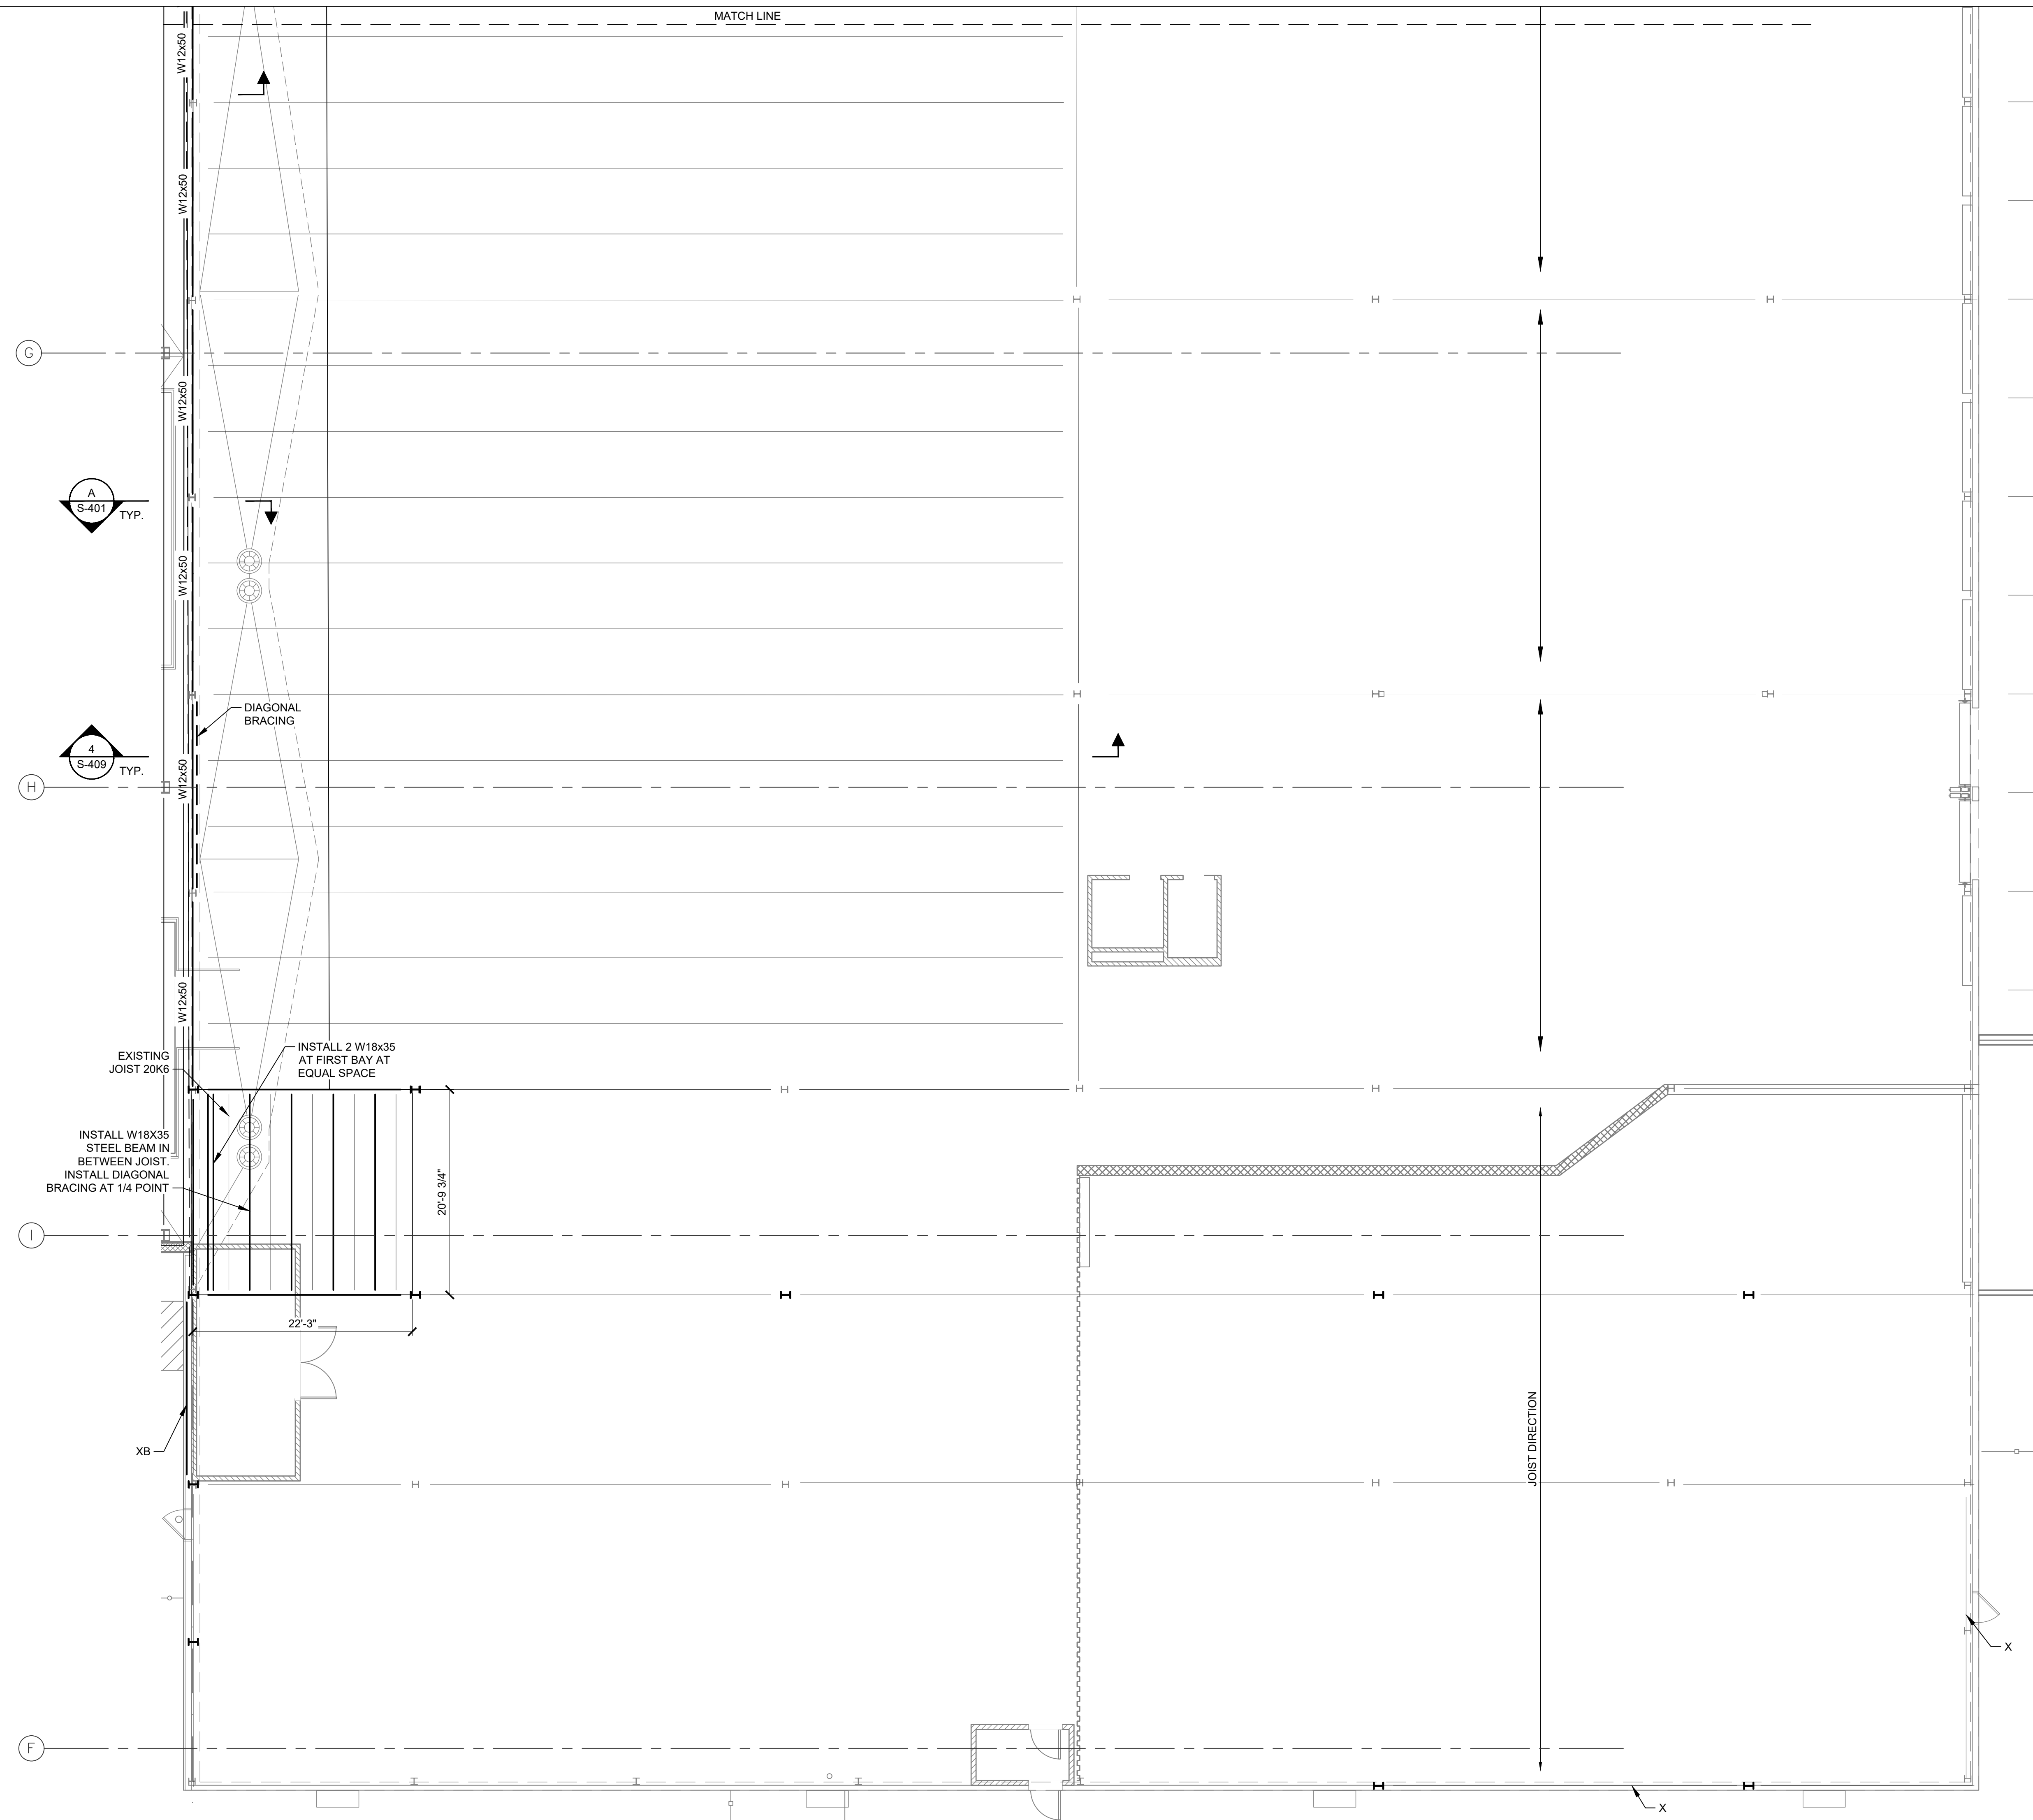 MATCH LINE
W12x50
W12x50
G
W12x50
A
S-401
TYP.
W12x50
DIAGONAL
BRACING
4
S-409
TYP.
H
W12x50
W12x50
EXISTING
JOIST 20K6
INSTALL 2 W18x35
AT FIRST BAY AT
EQUAL SPACE
INSTALL W18X35
STEEL BEAM IN
BETWEEN JOIST.
INSTALL DIAGONAL
BRACING AT 1/4 POINT
20'-9 3/4"
I
22'-3"
JOIST DIRECTION
XB
X
F
X